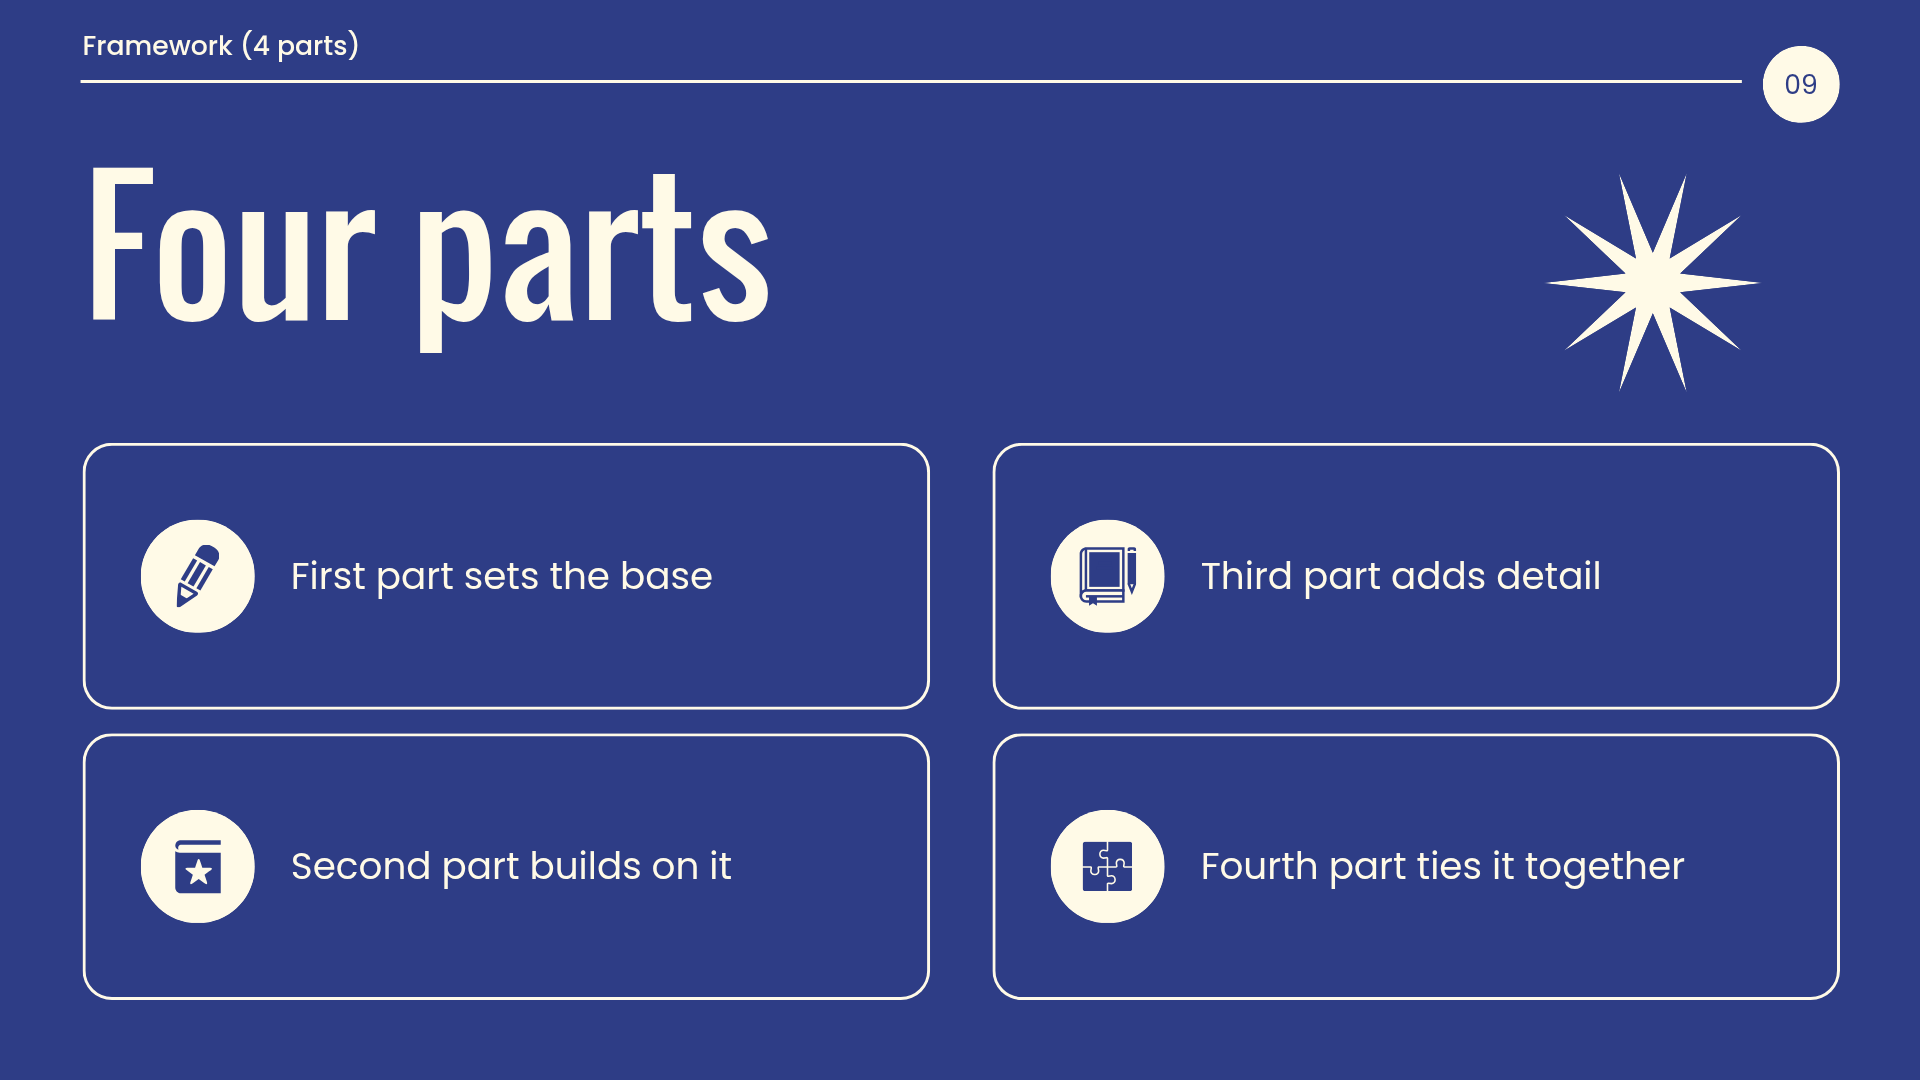 Framework (4 parts)
09
Four parts
First part sets the base
Second part builds on it
Third part adds detail
Fourth part ties it together